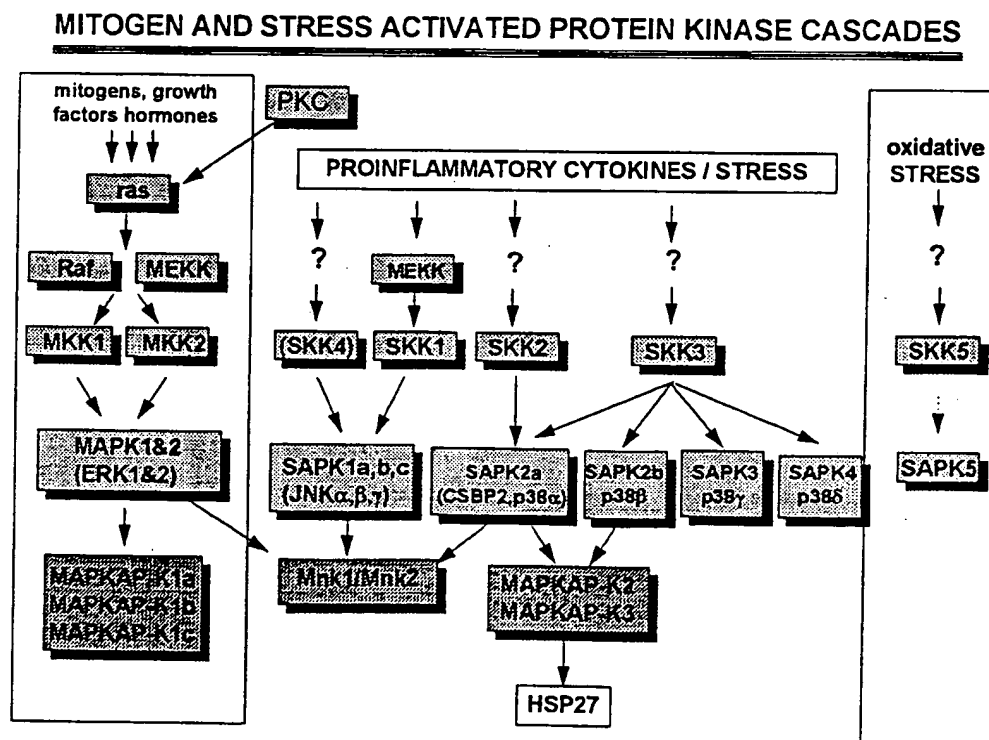 MITOGEN AND STRESS ACTIVATED PROTEIN KINASE CASCADES
mitogens, growth
factors hormones
PKC
ras
Raf
MEKK
MKK1
MKK2
MAPK1&2
(ERK1&2)
MAPKAP-K1a
MAPKAP-K1b
MAPKAP-K1c
PROINFLAMMATORY CYTOKINES / STRESS
?
MEKK
?
?
(SKK4)
SKK1
SKK2
SKK3
SAPK1a,b,c
(JNKα,β,γ)
SAPK2a
(CSBP2,p38α)
SAPK2b
p38β
SAPK3
p38γ
SAPK4
p38δ
Mnk1/Mnk2
MAPKAP-K2
MAPKAP-K3
HSP27
oxidative
STRESS
?
SKK5
SAPK5